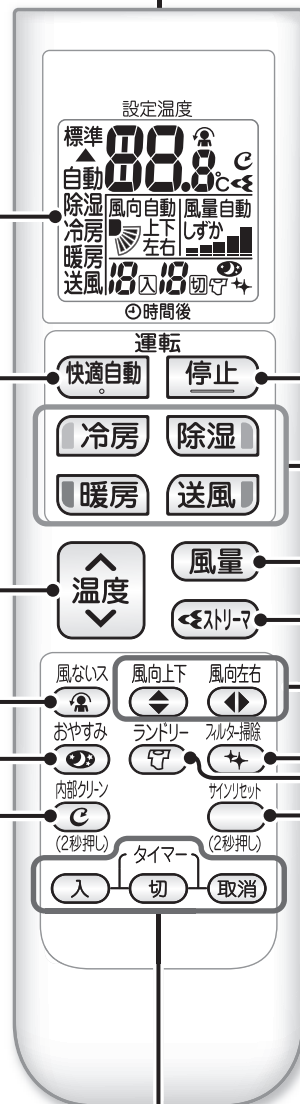 設定温度
標準
自動 88.8℃
除湿 風向自動 風量自動
冷房 上下 しずか
暖房 左右
送風 18入 18切
時間後
運転
快適自動 停止
冷房 除湿
暖房 送風
風量
温度
ストリーマ
風ないス 風向上下 風向左右
おやすみ ランドリー フィルター掃除
内部クリーン サインリセット
(2秒押し) (2秒押し)
タイマー
入 切 取消